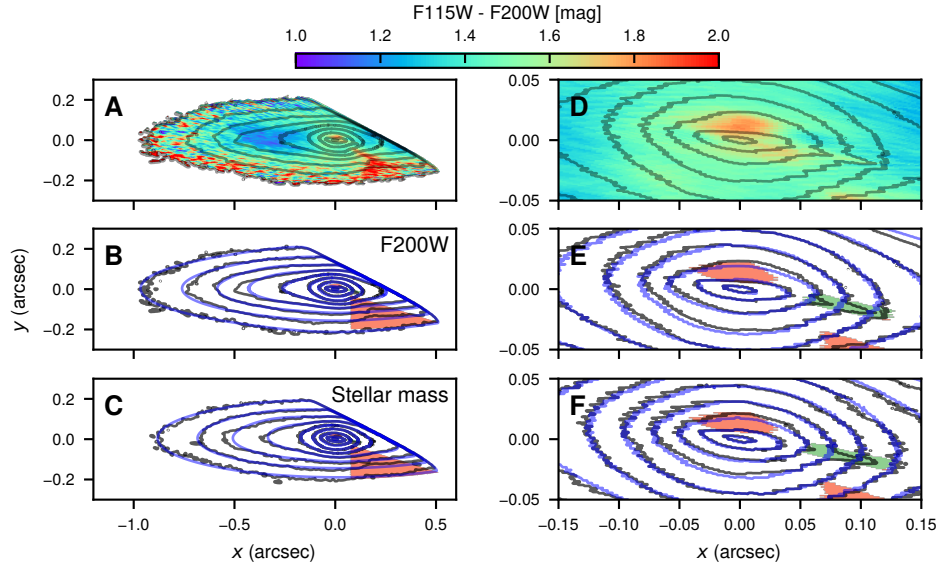 F115W - F200W [mag]
1.0 1.2 1.4 1.6 1.8 2.0
A
0.2
0.0
−0.2
D
0.05
0.00
−0.05
B
F200W
0.2
0.0
−0.2
E
0.05
0.00
−0.05
C
Stellar mass
0.2
0.0
−0.2
F
0.05
0.00
−0.05
y (arcsec)
−1.0 −0.5 0.0 0.5
x (arcsec)
−0.15 −0.10 −0.05 0.00 0.05 0.10 0.15
x (arcsec)